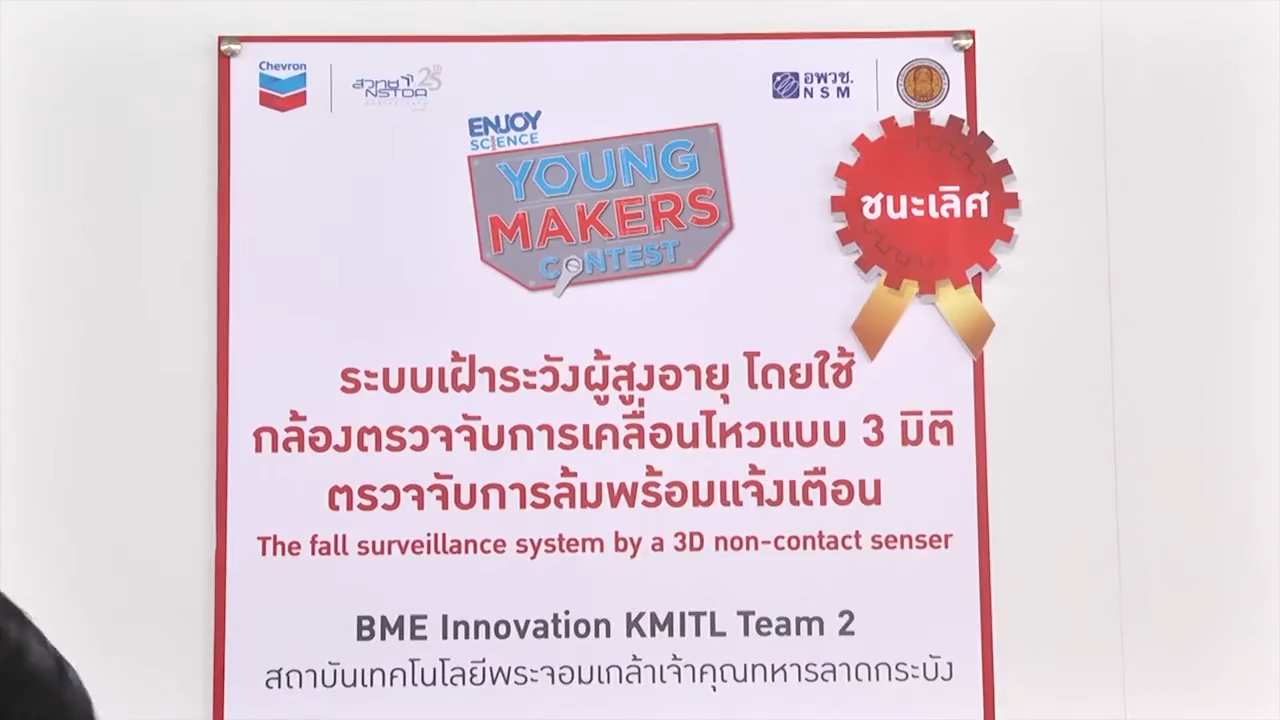 Chevron
สวทช
NSTDA
25
อพวช.
NSM
ENJOY
SCIENCE
YOUNG
MAKERS
CONTEST
ชนะเลิศ
ระบบเฝ้าระวังผู้สูงอายุ โดยใช้
กล้องตรวจจับการเคลื่อนไหวแบบ 3 มิติ
ตรวจจับการล้มพร้อมแจ้งเตือน
The fall surveillance system by a 3D non-contact senser
BME Innovation KMITL Team 2
สถาบันเทคโนโลยีพระจอมเกล้าเจ้าคุณทหารลาดกระบัง